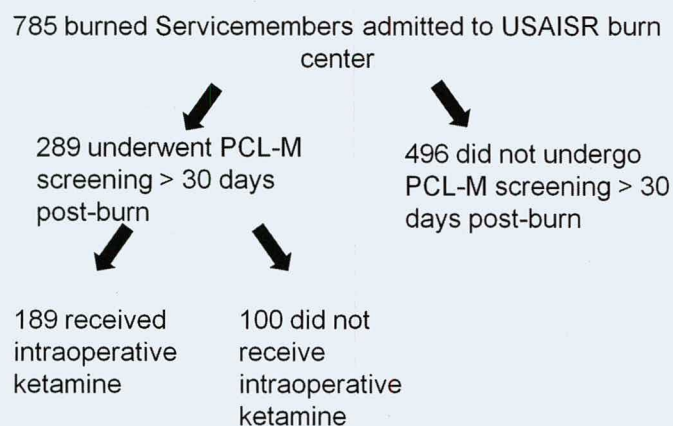 785 burned Servicemembers admitted to USAISR burn
center
289 underwent PCL-M
screening > 30 days
post-burn
496 did not undergo
PCL-M screening > 30
days post-burn
189 received
intraoperative
ketamine
100 did not
receive
intraoperative
ketamine